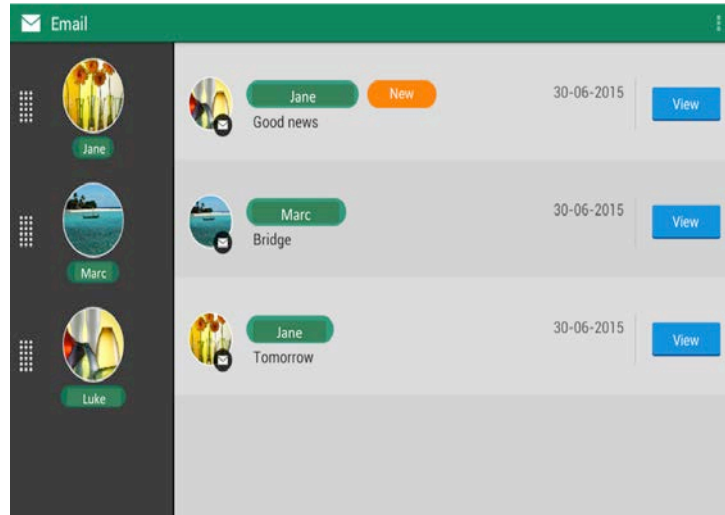 Email
Jane
Marc
Luke
Jane New 30-06-2015 View
Good news
Marc 30-06-2015 View
Bridge
Jane 30-06-2015 View
Tomorrow